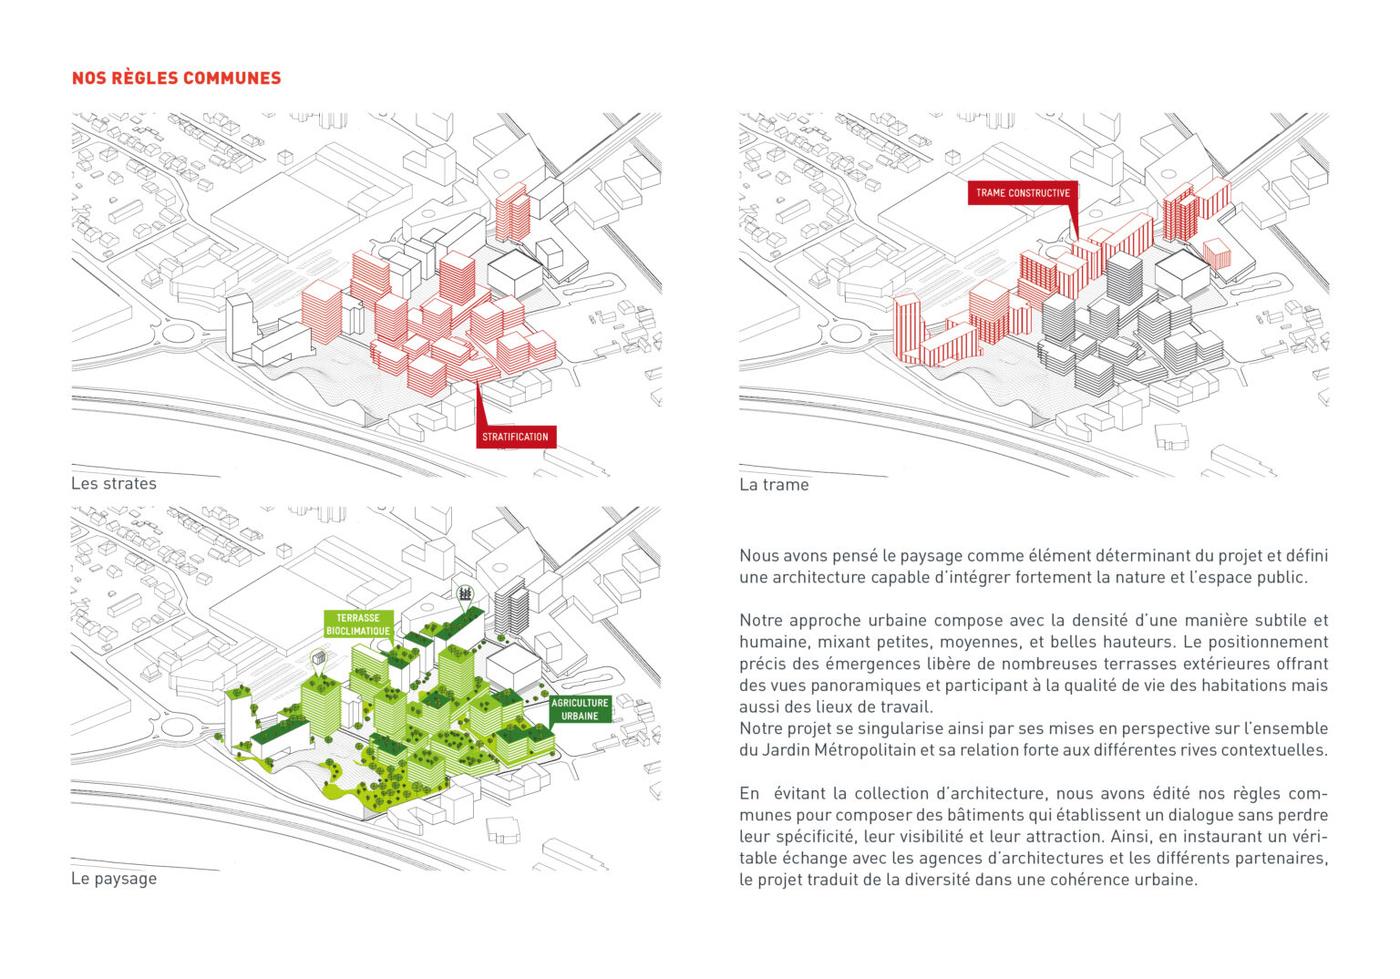 NOS RÈGLES COMMUNES
STRATIFICATION
Les strates
TRAME CONSTRUCTIVE
La trame
TERRASSE
BIOCLIMATIQUE
AGRICULTURE
URBAINE
Le paysage
Nous avons pensé le paysage comme élément déterminant du projet et défini
une architecture capable d'intégrer fortement la nature et l'espace public.
Notre approche urbaine compose avec la densité d'une manière subtile et
humaine, mixant petites, moyennes, et belles hauteurs. Le positionnement
précis des émergences libère de nombreuses terrasses extérieures offrant
des vues panoramiques et participant à la qualité de vie des habitations mais
aussi des lieux de travail.
Notre projet se singularise ainsi par ses mises en perspective sur l'ensemble
du Jardin Métropolitain et sa relation forte aux différentes rives contextuelles.
En évitant la collection d'architecture, nous avons édité nos règles com-
munes pour composer des bâtiments qui établissent un dialogue sans perdre
leur spécificité, leur visibilité et leur attraction. Ainsi, en instaurant un véri-
table échange avec les agences d'architectures et les différents partenaires,
le projet traduit de la diversité dans une cohérence urbaine.